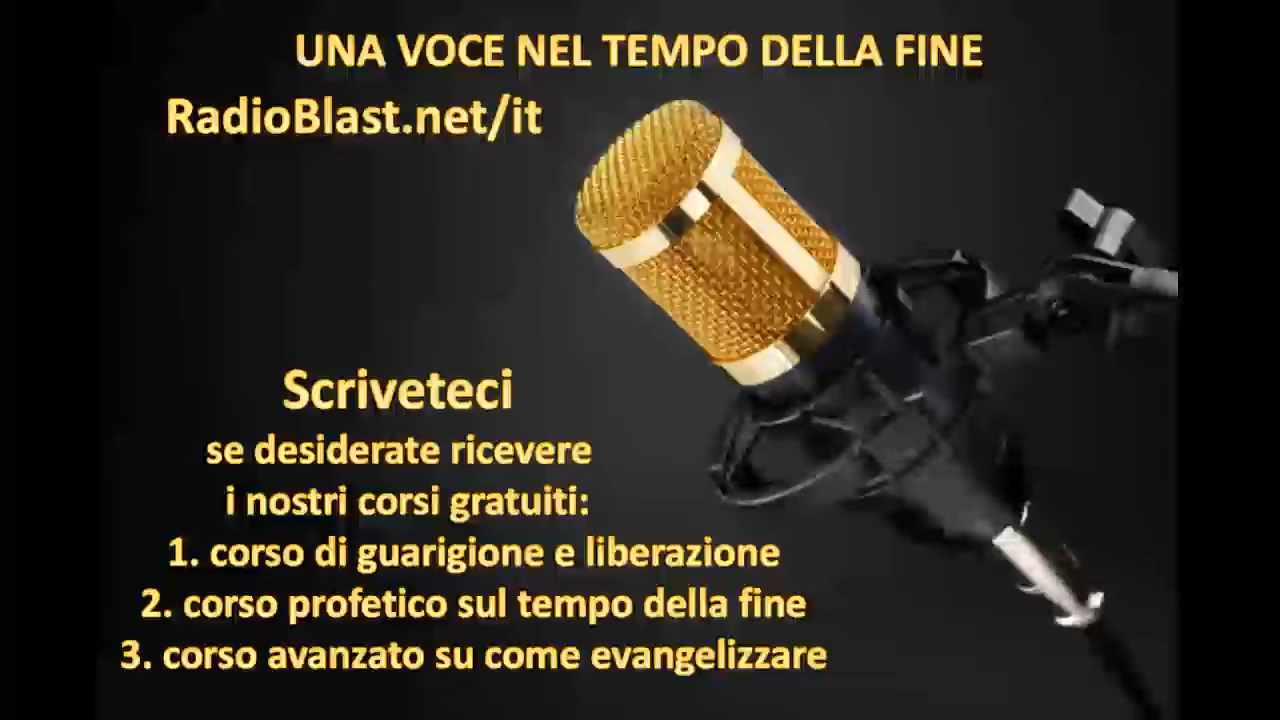 UNA VOCE NEL TEMPO DELLA FINE
RadioBlast.net/it
Scriveteci
se desiderate ricevere
i nostri corsi gratuiti:
1. corso di guarigione e liberazione
2. corso profetico sul tempo della fine
3. corso avanzato su come evangelizzare